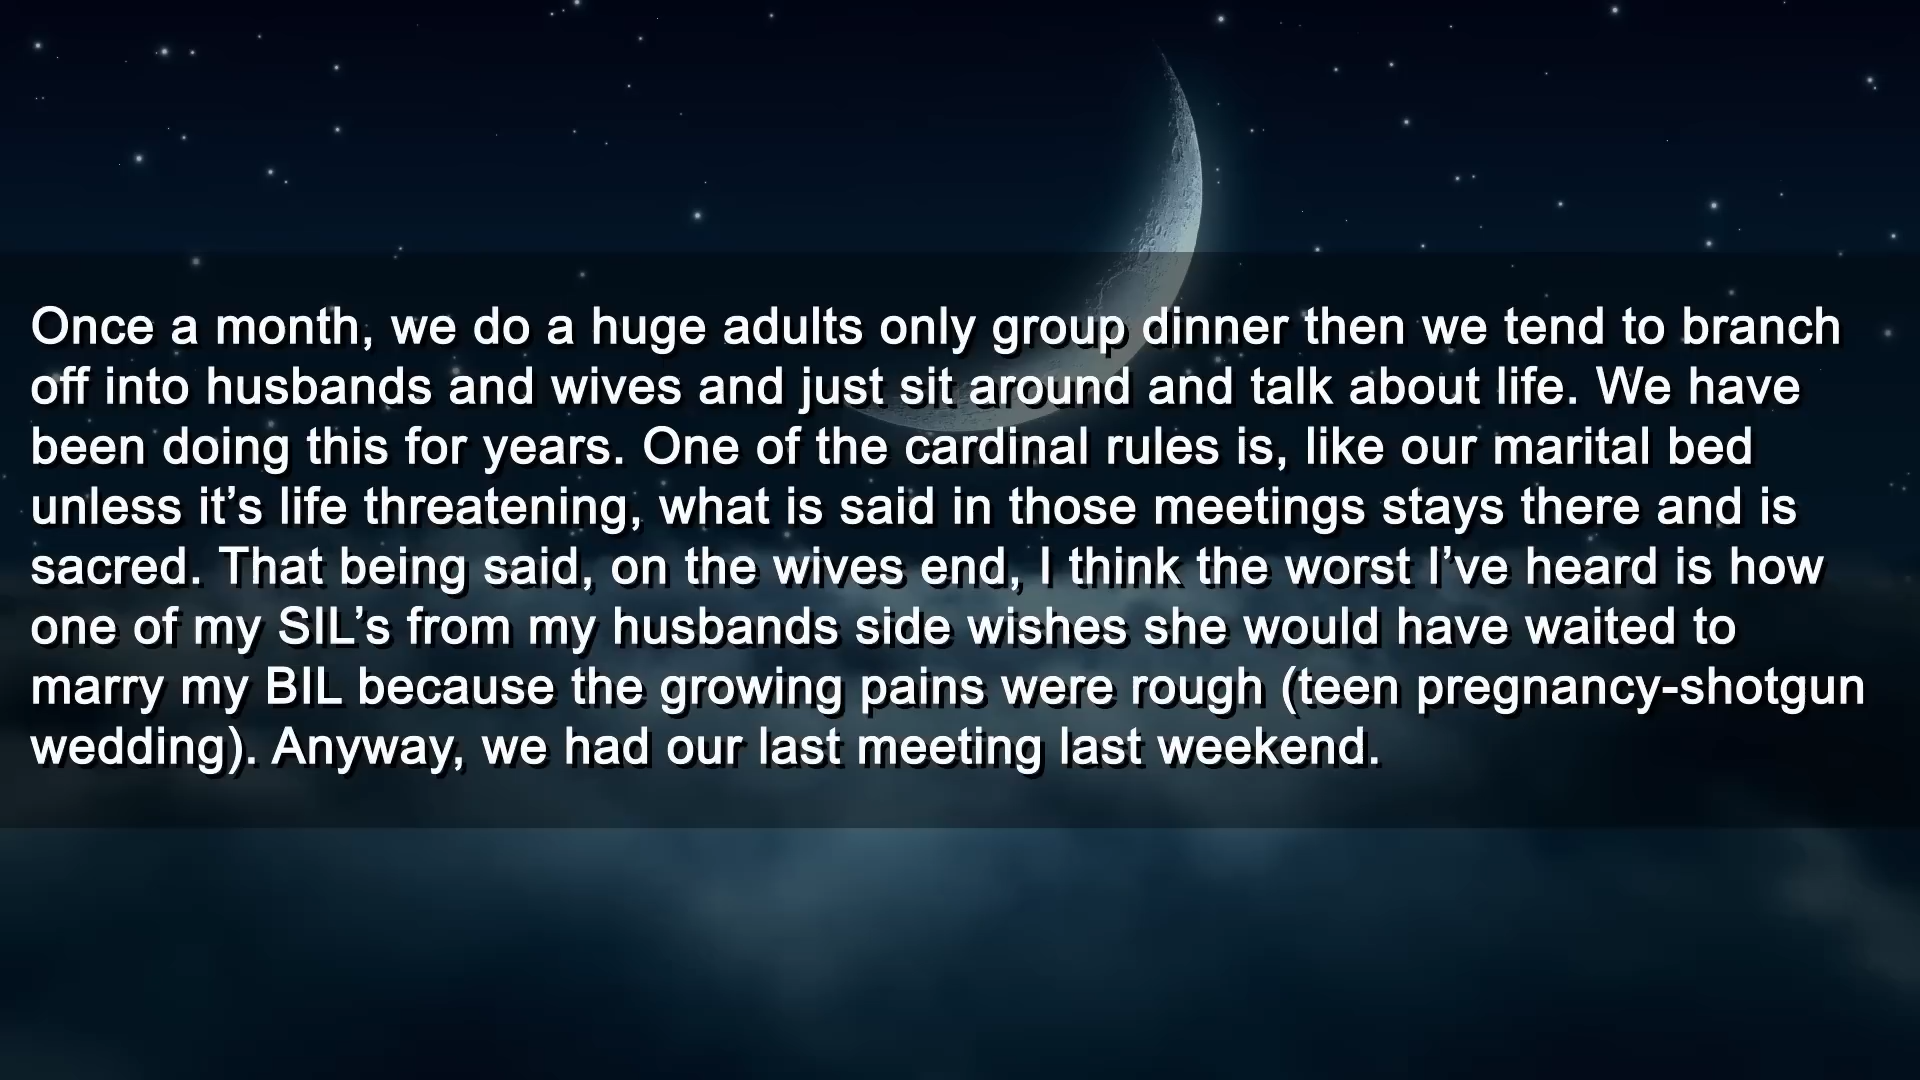 Once a month, we do a huge adults only group dinner then we tend to branch
off into husbands and wives and just sit around and talk about life. We have
been doing this for years. One of the cardinal rules is, like our marital bed
unless it’s life threatening, what is said in those meetings stays there and is
sacred. That being said, on the wives end, I think the worst I’ve heard is how
one of my SIL’s from my husbands side wishes she would have waited to
marry my BIL because the growing pains were rough (teen pregnancy-shotgun
wedding). Anyway, we had our last meeting last weekend.